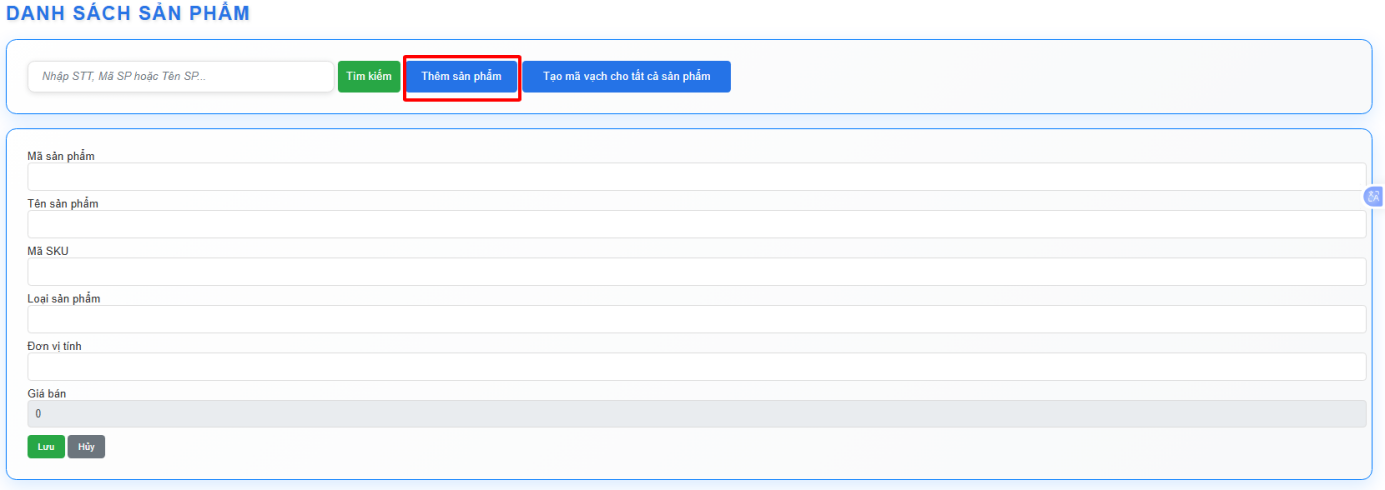 DANH SÁCH SẢN PHẨM
Nhập STT, Mã SP hoặc Tên SP... Tìm kiếm Thêm sản phẩm Tạo mã vạch cho tất cả sản phẩm
Mã sản phẩm
Tên sản phẩm
Mã SKU
Loại sản phẩm
Đơn vị tính
Giá bán
0
Lưu Hủy